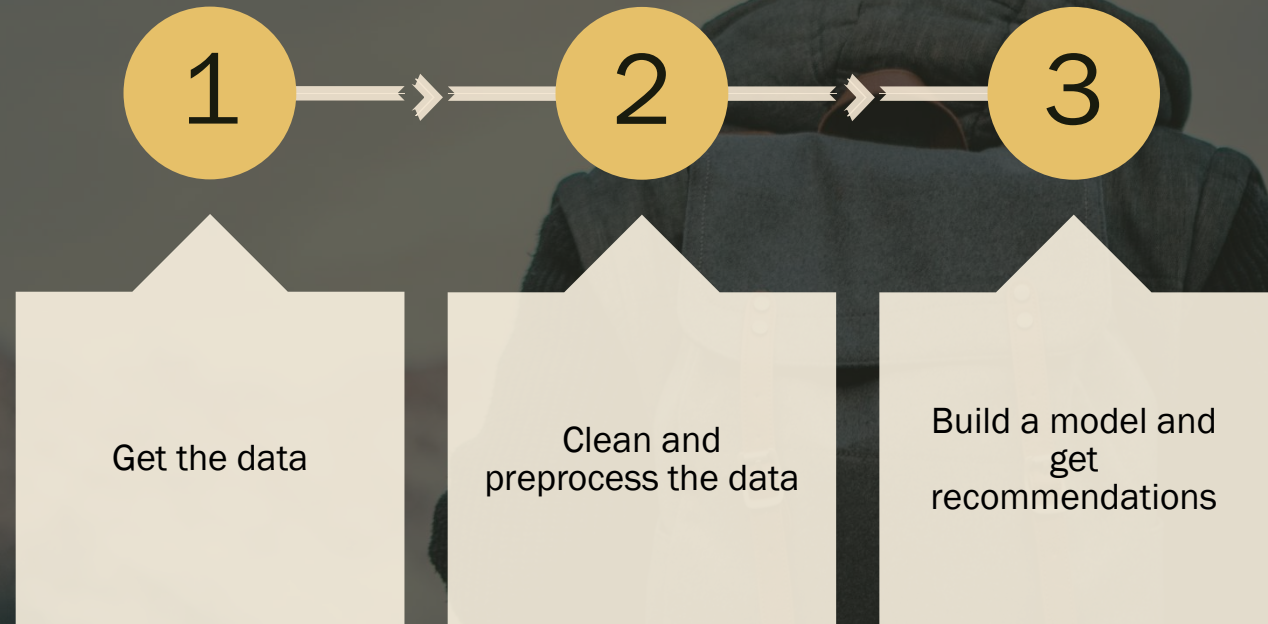 1
2
3
Get the data
Clean and
preprocess the data
Build a model and
get
recommendations